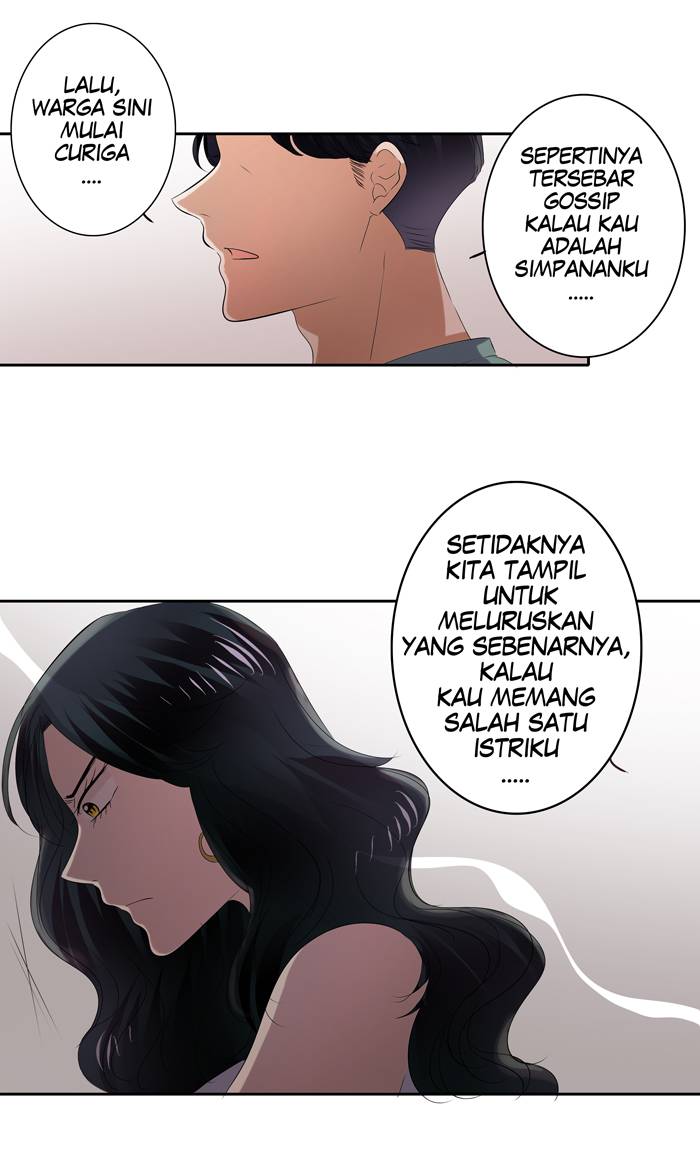 LALU,
WARGA SINI
MULAI
CURIGA
....
SEPERTINYA
TERSEBAR
GOSSIP
KALAU KAU
ADALAH
SIMPANANKU
.....
SETIDAKNYA
KITA TAMPIL
UNTUK
MELURUSKAN
YANG SEBENARNYA,
KALAU
KAU MEMANG
SALAH SATU
ISTRIKU
.....